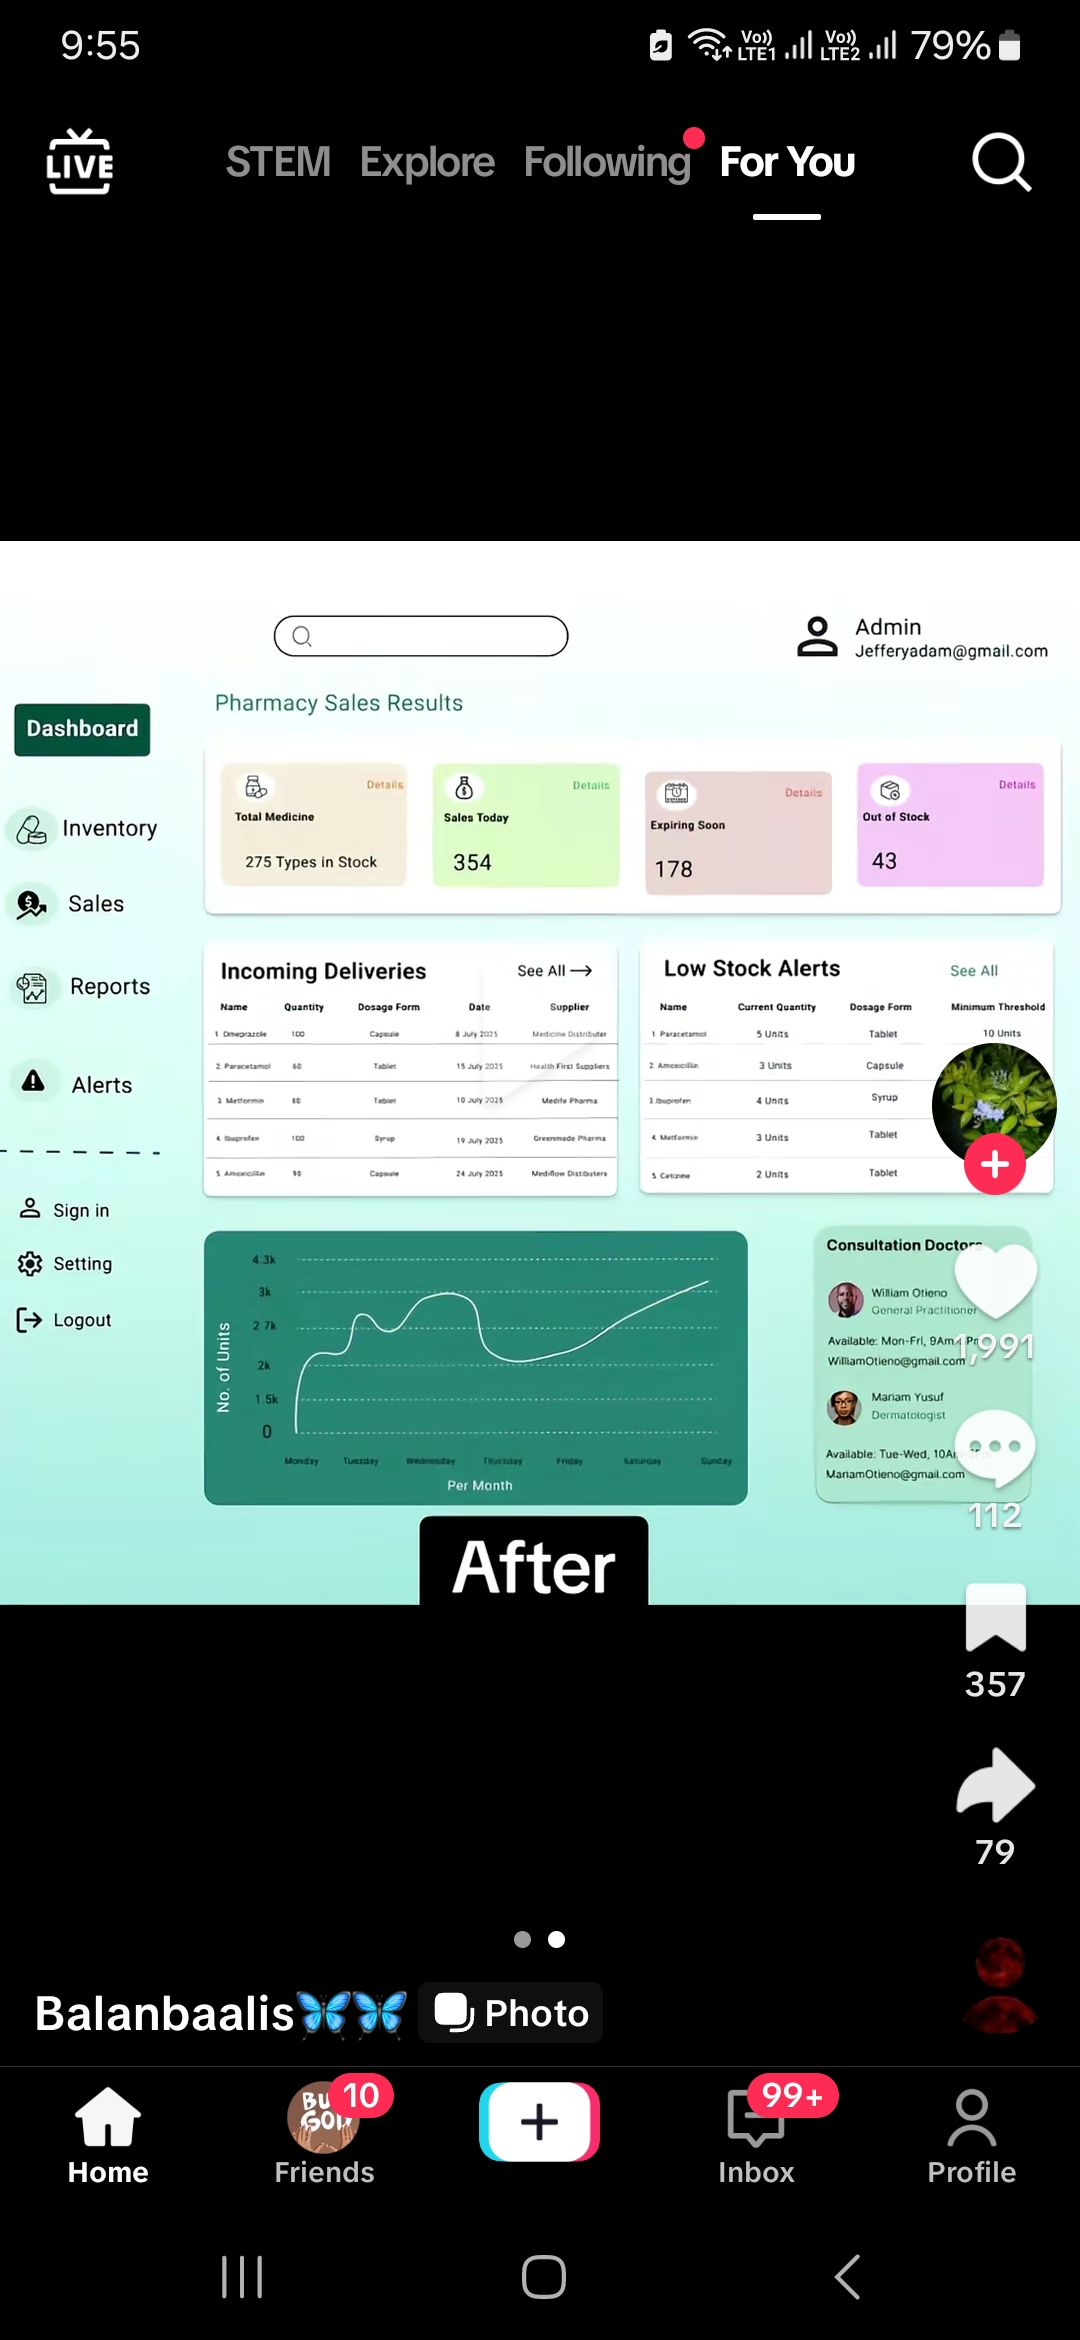 9:55
Vo)) LTE1 Vo)) LTE2 79%
LIVE STEM Explore Following For You
Admin
Jefferyadam@gmail.com
Pharmacy Sales Results
Dashboard
Inventory
Sales
Reports
Alerts
Sign in
Setting
Logout
Details
Total Medicine
275 Types in Stock
Details
Sales Today
354
Details
Expiring Soon
178
Details
Out of Stock
43
Incoming Deliveries See All
Name Quantity Dosage Form Date Supplier
1. Omeprazole 100 Capsule 8 July 2025 Medicine Distributer
2. Paracetamol 60 Tablet 15 July 2025 Health First Suppliers
3. Metformin 80 Tablet 10 July 2025 Medife Pharma
4. Ibuprofen 100 Syrup 19 July 2025 Greenmade Pharma
5. Amoxicillin 90 Capsule 24 July 2025 Mediflow Distibuters
Low Stock Alerts See All
Name Current Quantity Dosage Form Minimum Threshold
1. Paracetamol 5 Units Tablet 10 Units
2. Amoxicillin 3 Units Capsule
3.Ibuprofen 4 Units Syrup
4. Metformin 3 Units Tablet
5. Cetirizine 2 Units Tablet
No. of Units
4.3k
3k
2 7k
2k
1.5k
0
Monday Tuesday Wednesday Thursday Friday Saturday Sunday
Per Month
Consultation Doctors
William Otieno
General Practitioner
Available: Mon-Fri, 9Am
WilliamOtieno@gmail.com
Mariam Yusuf
Dermatologist
Available: Tue-Wed, 10Am
MariamOtieno@gmail.com
After
1,991
112
357
79
Balanbaalis🦋🦋 Photo
BU
GOD
10
99+
Home Friends Inbox Profile